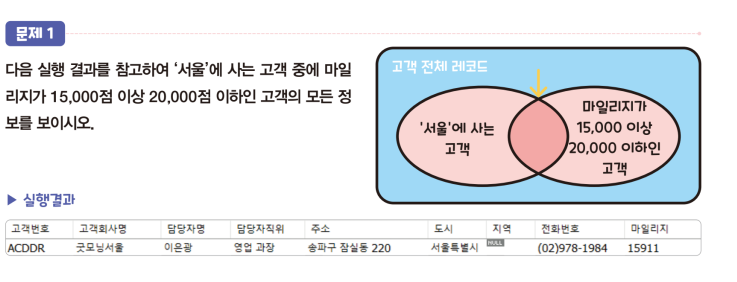 문제 1
다음 실행 결과를 참고하여 ‘서울’에 사는 고객 중에 마일
리지가 15,000점 이상 20,000점 이하인 고객의 모든 정
보를 보이시오.
고객 전체 레코드
'서울'에 사는
고객
마일리지가
15,000 이상
20,000 이하인
고객
▶ 실행결과
고객번호 고객회사명 담당자명 담당자직위 주소 도시 지역 전화번호 마일리지
ACDDR 굿모닝서울 이은광 영업 과장 송파구 잠실동 220 서울특별시 NULL (02)978-1984 15911